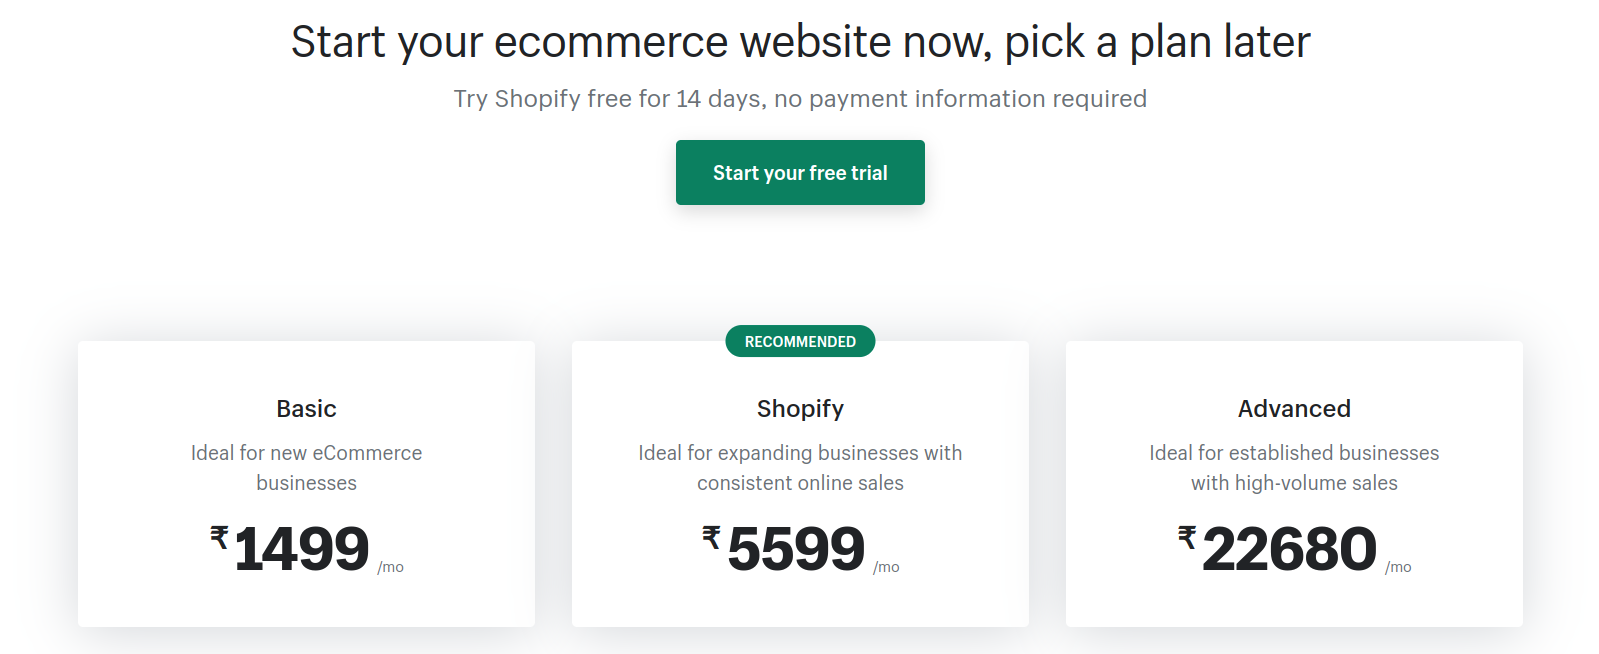 Start your ecommerce website now, pick a plan later
Try Shopify free for 14 days, no payment information required
Start your free trial
Basic
Ideal for new eCommerce
businesses
₹1499 /mo
RECOMMENDED
Shopify
Ideal for expanding businesses with
consistent online sales
₹5599 /mo
Advanced
Ideal for established businesses
with high-volume sales
₹22680 /mo